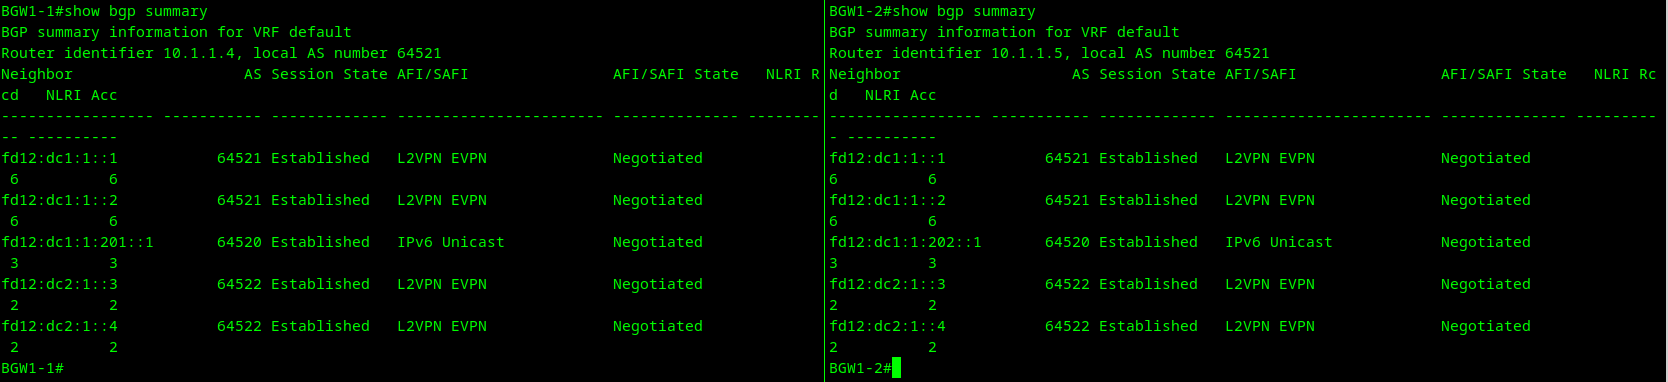 BGW1-1#show bgp summary
BGP summary information for VRF default
Router identifier 10.1.1.4, local AS number 64521
Neighbor                   AS Session State AFI/SAFI                AFI/SAFI State   NLRI R
cd   NLRI Acc
----------------- ----------- ------------- ----------------------- -------------- --------
-- ----------
fd12:dc1:1::1           64521 Established   L2VPN EVPN              Negotiated
 6          6
fd12:dc1:1::2           64521 Established   L2VPN EVPN              Negotiated
 6          6
fd12:dc1:1:201::1       64520 Established   IPv6 Unicast            Negotiated
 3          3
fd12:dc2:1::3           64522 Established   L2VPN EVPN              Negotiated
 2          2
fd12:dc2:1::4           64522 Established   L2VPN EVPN              Negotiated
 2          2
BGW1-1#
BGW1-2#show bgp summary
BGP summary information for VRF default
Router identifier 10.1.1.5, local AS number 64521
Neighbor                   AS Session State AFI/SAFI                AFI/SAFI State   NLRI Rc
d   NLRI Acc
----------------- ----------- ------------- ----------------------- -------------- ---------
- ----------
fd12:dc1:1::1           64521 Established   L2VPN EVPN              Negotiated
6          6
fd12:dc1:1::2           64521 Established   L2VPN EVPN              Negotiated
6          6
fd12:dc1:1:202::1       64520 Established   IPv6 Unicast            Negotiated
3          3
fd12:dc2:1::3           64522 Established   L2VPN EVPN              Negotiated
2          2
fd12:dc2:1::4           64522 Established   L2VPN EVPN              Negotiated
2          2
BGW1-2#